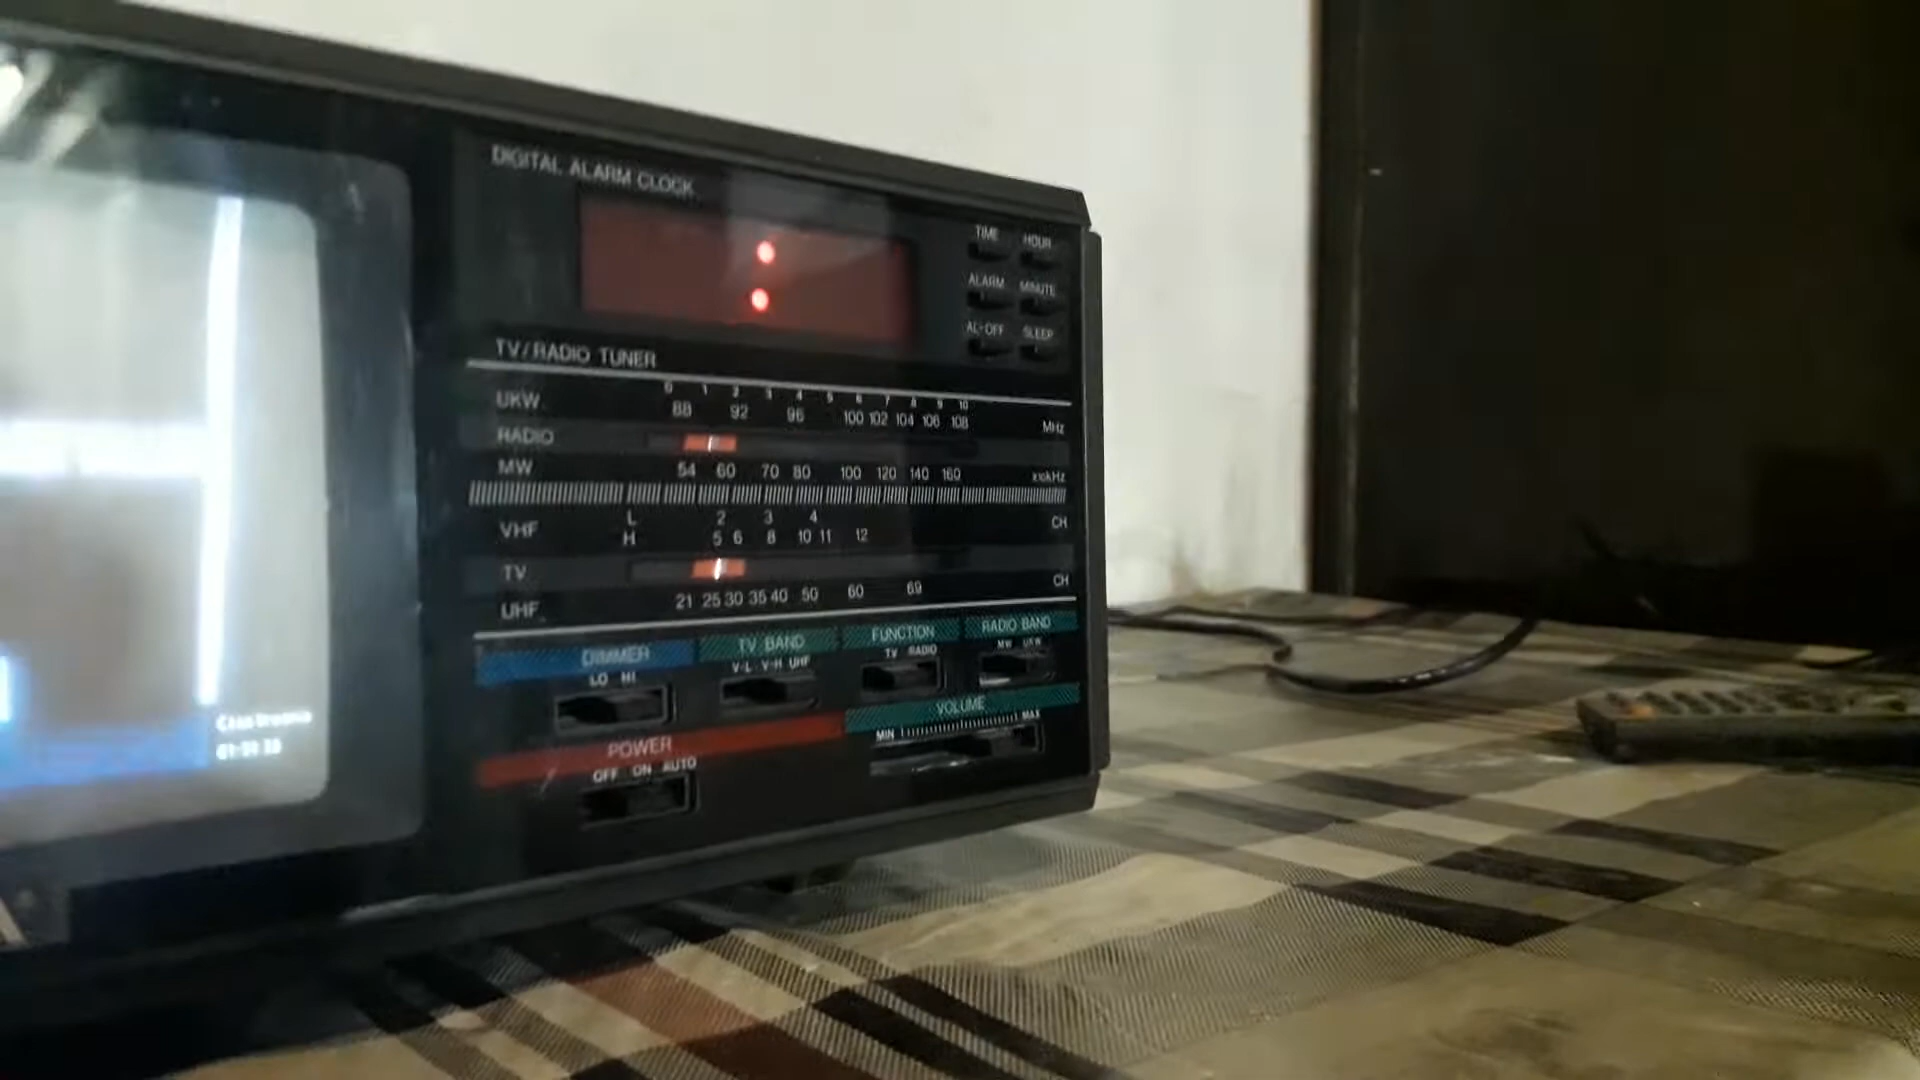 DIGITAL ALARM CLOCK
TIME HOUR
ALARM MINUTE
AL-OFF SLEEP
TV/RADIO TUNER
0 1 2 3 4 5 6 7 8 9 10
UKW 88 92 96 100 102 104 106 108 MHz
RADIO
MW 54 60 70 80 100 120 140 160 x10kHz
VHF L 2 3 4 CH
H 5 6 8 10 11 12
TV
UHF 21 25 30 35 40 50 60 69 CH
DIMMER TV BAND FUNCTION RADIO BAND
LO HI V-L V-H UHF TV RADIO MW UKW
POWER VOLUME
OFF ON AUTO MIN MAX